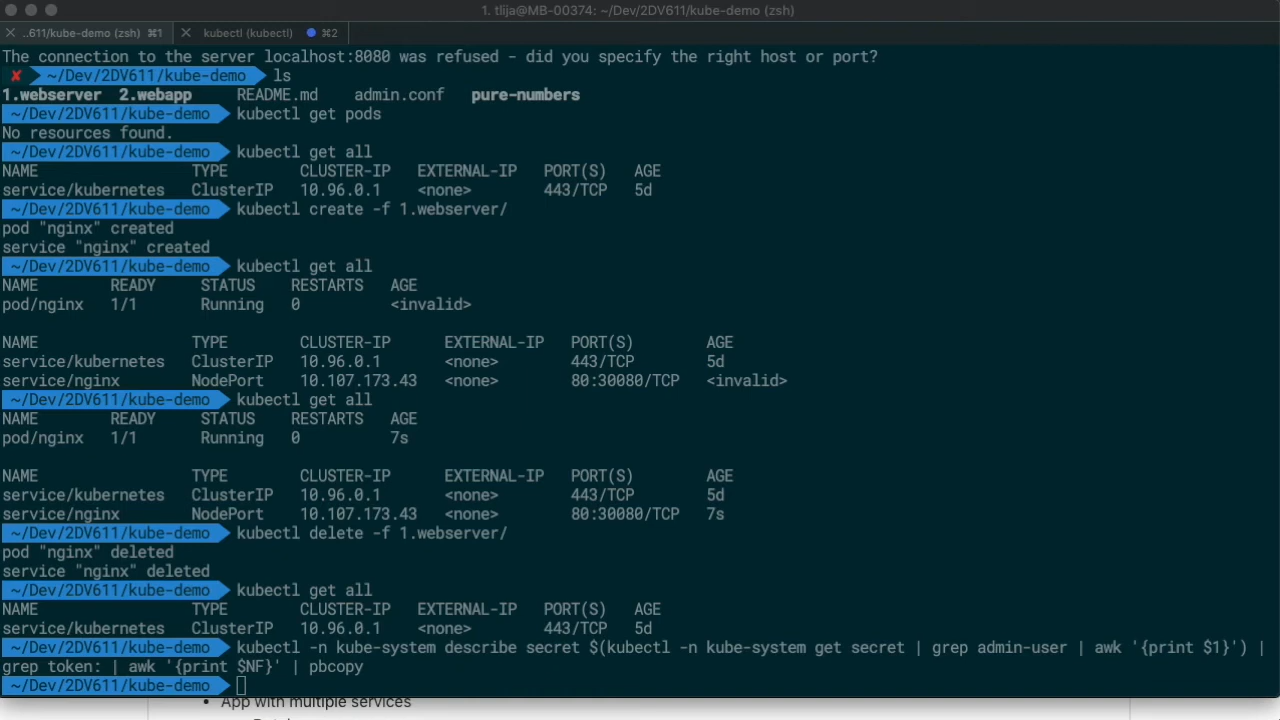 1. tlija@MB-00374: ~/Dev/2DV611/kube-demo (zsh)
..611/kube-demo (zsh) ⌘1 kubectl (kubectl) ⌘2
The connection to the server localhost:8080 was refused - did you specify the right host or port?
✘ ~/Dev/2DV611/kube-demo ls
1.webserver 2.webapp README.md admin.conf pure-numbers
~/Dev/2DV611/kube-demo kubectl get pods
No resources found.
~/Dev/2DV611/kube-demo kubectl get all
NAME TYPE CLUSTER-IP EXTERNAL-IP PORT(S) AGE
service/kubernetes ClusterIP 10.96.0.1 <none> 443/TCP 5d
~/Dev/2DV611/kube-demo kubectl create -f 1.webserver/
pod "nginx" created
service "nginx" created
~/Dev/2DV611/kube-demo kubectl get all
NAME READY STATUS RESTARTS AGE
pod/nginx 1/1 Running 0 <invalid>
NAME TYPE CLUSTER-IP EXTERNAL-IP PORT(S) AGE
service/kubernetes ClusterIP 10.96.0.1 <none> 443/TCP 5d
service/nginx NodePort 10.107.173.43 <none> 80:30080/TCP <invalid>
~/Dev/2DV611/kube-demo kubectl get all
NAME READY STATUS RESTARTS AGE
pod/nginx 1/1 Running 0 7s
NAME TYPE CLUSTER-IP EXTERNAL-IP PORT(S) AGE
service/kubernetes ClusterIP 10.96.0.1 <none> 443/TCP 5d
service/nginx NodePort 10.107.173.43 <none> 80:30080/TCP 7s
~/Dev/2DV611/kube-demo kubectl delete -f 1.webserver/
pod "nginx" deleted
service "nginx" deleted
~/Dev/2DV611/kube-demo kubectl get all
NAME TYPE CLUSTER-IP EXTERNAL-IP PORT(S) AGE
service/kubernetes ClusterIP 10.96.0.1 <none> 443/TCP 5d
~/Dev/2DV611/kube-demo kubectl -n kube-system describe secret $(kubectl -n kube-system get secret | grep admin-user | awk '{print $1}') |
grep token: | awk '{print $NF}' | pbcopy
~/Dev/2DV611/kube-demo
• App with multiple services